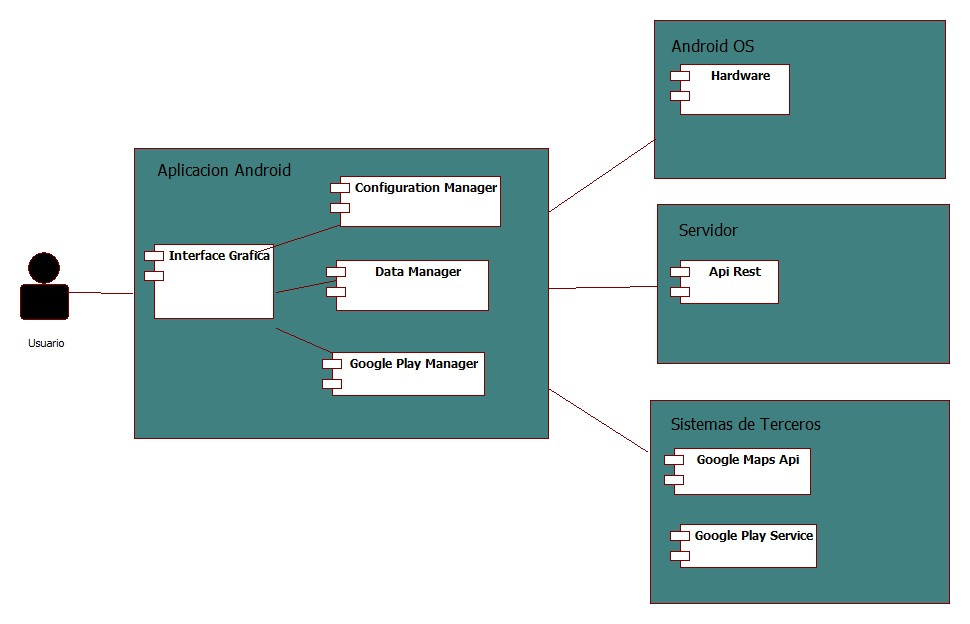 Usuario
Aplicacion Android
Configuration Manager
Interface Grafica
Data Manager
Google Play Manager
Android OS
Hardware
Servidor
Api Rest
Sistemas de Terceros
Google Maps Api
Google Play Service